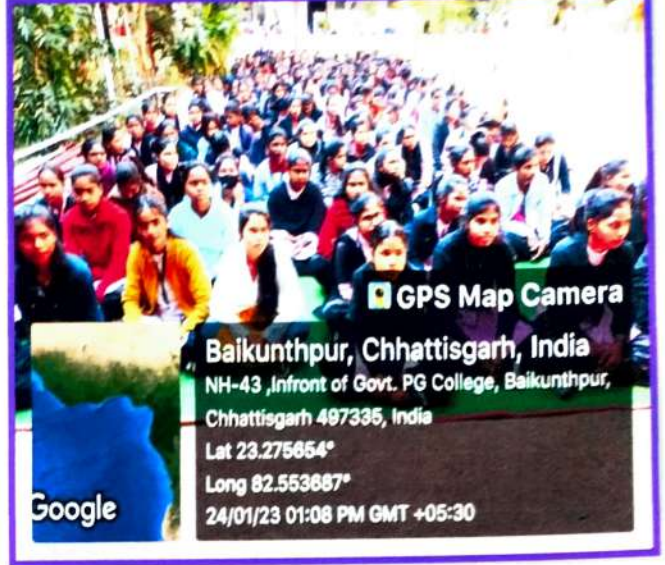 GPS Map Camera
Baikunthpur, Chhattisgarh, India
NH-43 ,Infront of Govt. PG College, Baikunthpur,
Chhattisgarh 497335, India
Lat 23.275654°
Long 82.553687°
24/01/23 01:08 PM GMT +05:30
Google